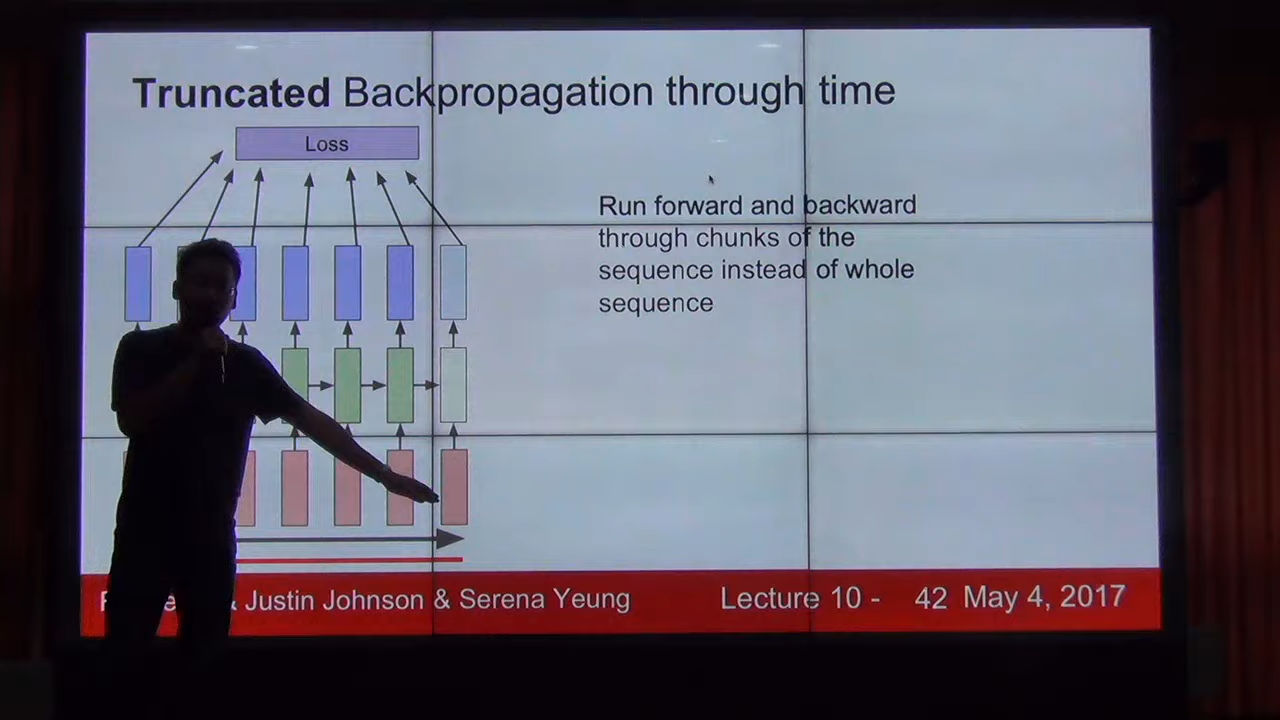 Truncated Backpropagation through time
Loss
Run forward and backward
through chunks of the
sequence instead of whole
sequence
& Justin Johnson & Serena Yeung
Lecture 10 - 42 May 4, 2017